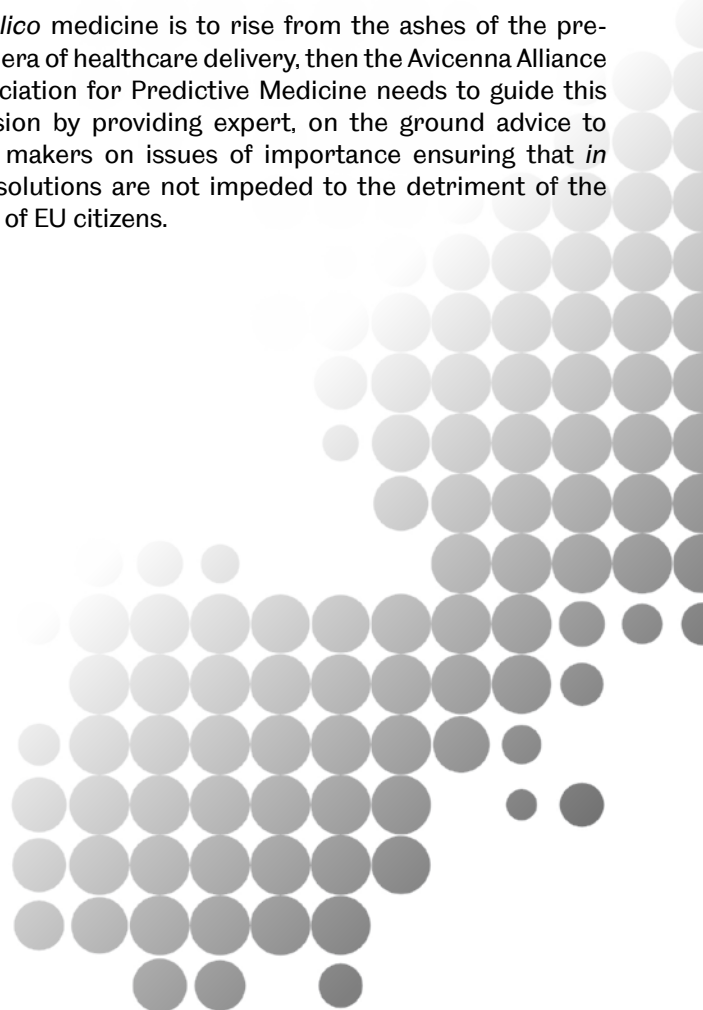 lico medicine is to rise from the ashes of the pre-
era of healthcare delivery, then the Avicenna Alliance
ciation for Predictive Medicine needs to guide this
sion by providing expert, on the ground advice to
makers on issues of importance ensuring that in
solutions are not impeded to the detriment of the
of EU citizens.